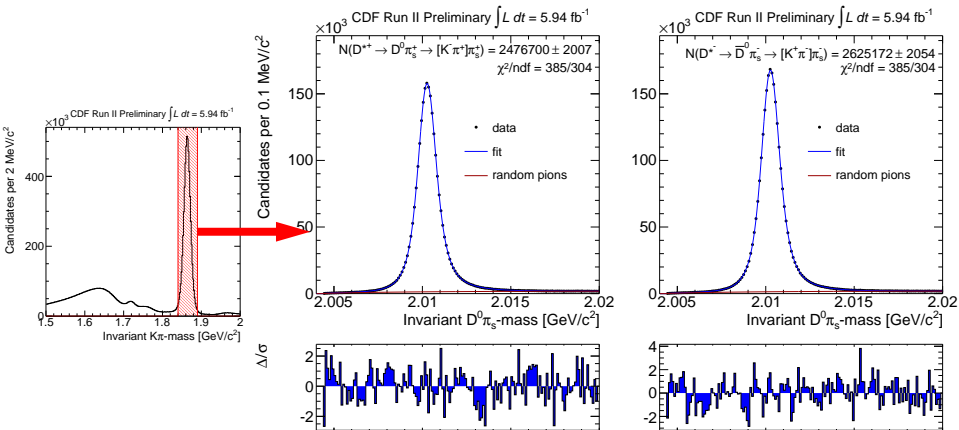 CDF Run II Preliminary ∫L dt = 5.94 fb⁻¹
×10³
Candidates per 2 MeV/c²
400
200
0
1.5 1.6 1.7 1.8 1.9 2
Invariant Kπ-mass [GeV/c²]
CDF Run II Preliminary ∫L dt = 5.94 fb⁻¹
×10³
N(D*⁺ → D⁰π⁺ₛ → [K⁻π⁺]π⁺ₛ) = 2476700 ± 2007
χ²/ndf = 385/304
Candidates per 0.1 MeV/c²
150
100
50
0
data
fit
random pions
2.005 2.01 2.015 2.02
Invariant D⁰πₛ-mass [GeV/c²]
Δ/σ
2
0
-2
CDF Run II Preliminary ∫L dt = 5.94 fb⁻¹
×10³
N(D*⁻ → D̅⁰π⁻ₛ → [K⁺π⁻]π⁻ₛ) = 2625172 ± 2054
χ²/ndf = 385/304
150
100
50
0
data
fit
random pions
2.005 2.01 2.015 2.02
Invariant D⁰πₛ-mass [GeV/c²]
4
2
0
-2